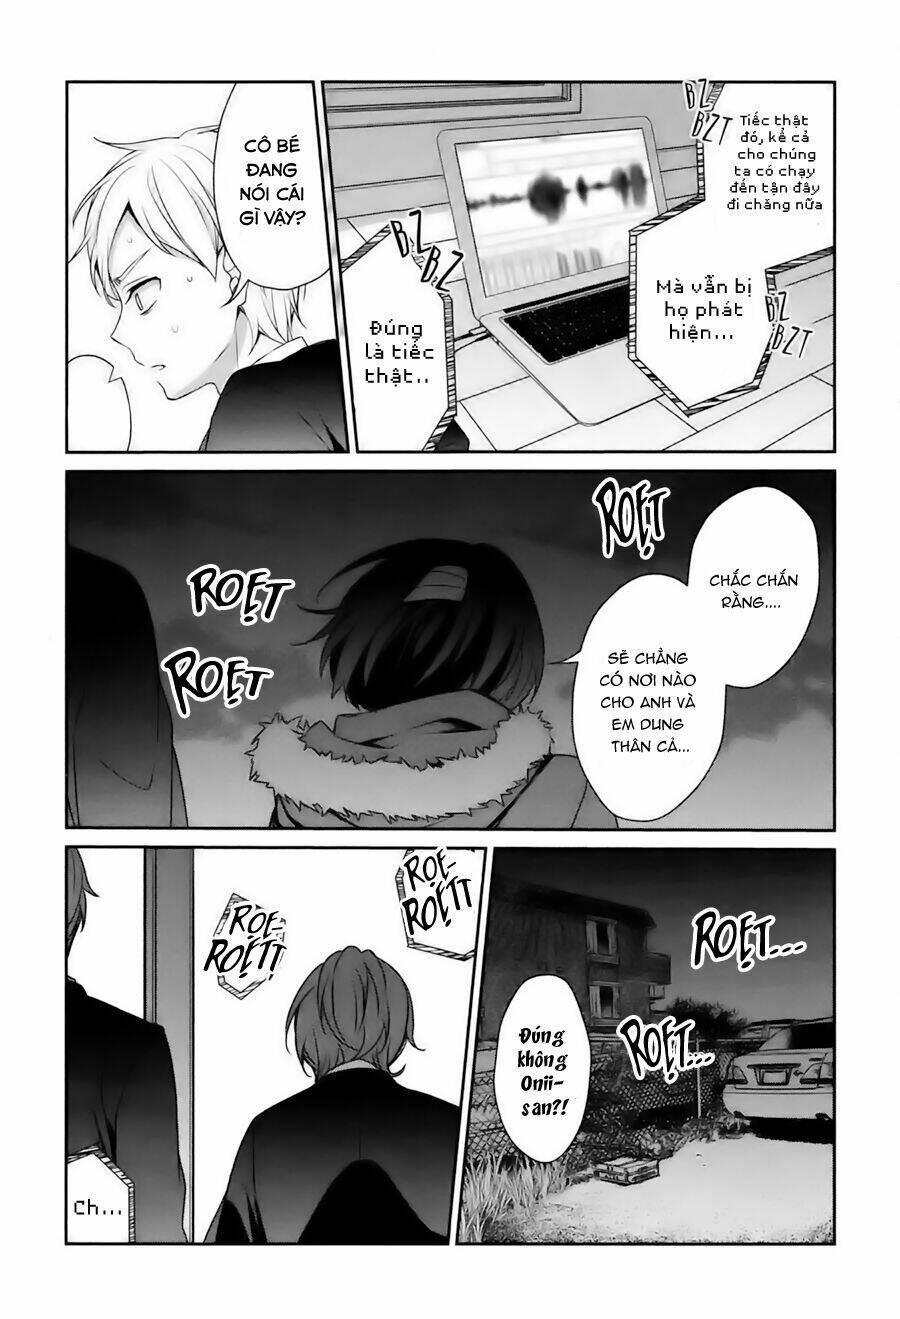 BZ
BZT
Tiếc thật
đó, kể cả
cho chúng
ta có chạy
đến tận đây
đi chăng nữa
Mà vẫn bị
họ phát
hiện...
BZ
BZT
BZ
BZ
Đúng
là tiếc
thật..
CÔ BÉ
ĐANG
NÓI CÁI
GÌ VẬY?
ROẸT
CHẮC CHẮN
RẰNG....
SẼ CHẲNG
CÓ NƠI NÀO
CHO ANH VÀ
EM DUNG
THÂN CẢ...
ROẸT
ROẸT
ROẸT...
ROẸT...
Đúng
không
Onii-
san?!
ROẸ-
ROẸTT
ROẸ-
ROẸTT
Ch...